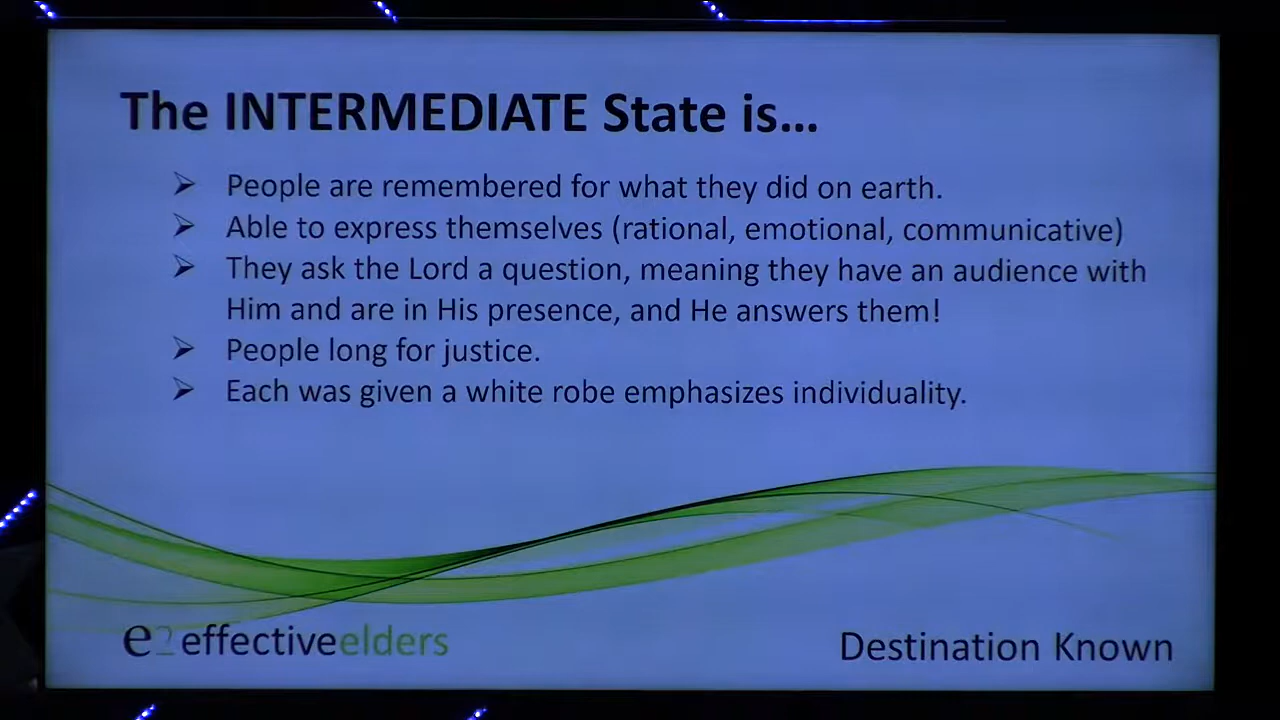 The INTERMEDIATE State is...
➢ People are remembered for what they did on earth.
➢ Able to express themselves (rational, emotional, communicative)
➢ They ask the Lord a question, meaning they have an audience with
Him and are in His presence, and He answers them!
➢ People long for justice.
➢ Each was given a white robe emphasizes individuality.
e2 effectiveelders
Destination Known